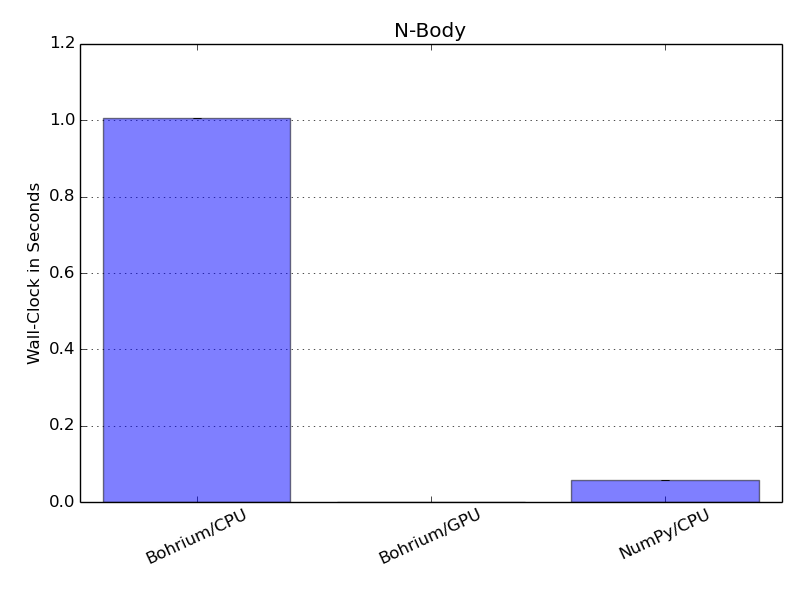 N-Body
1.2
1.0
0.8
0.6
0.4
0.2
0.0
Wall-Clock in Seconds
Bohrium/CPU
Bohrium/GPU
NumPy/CPU